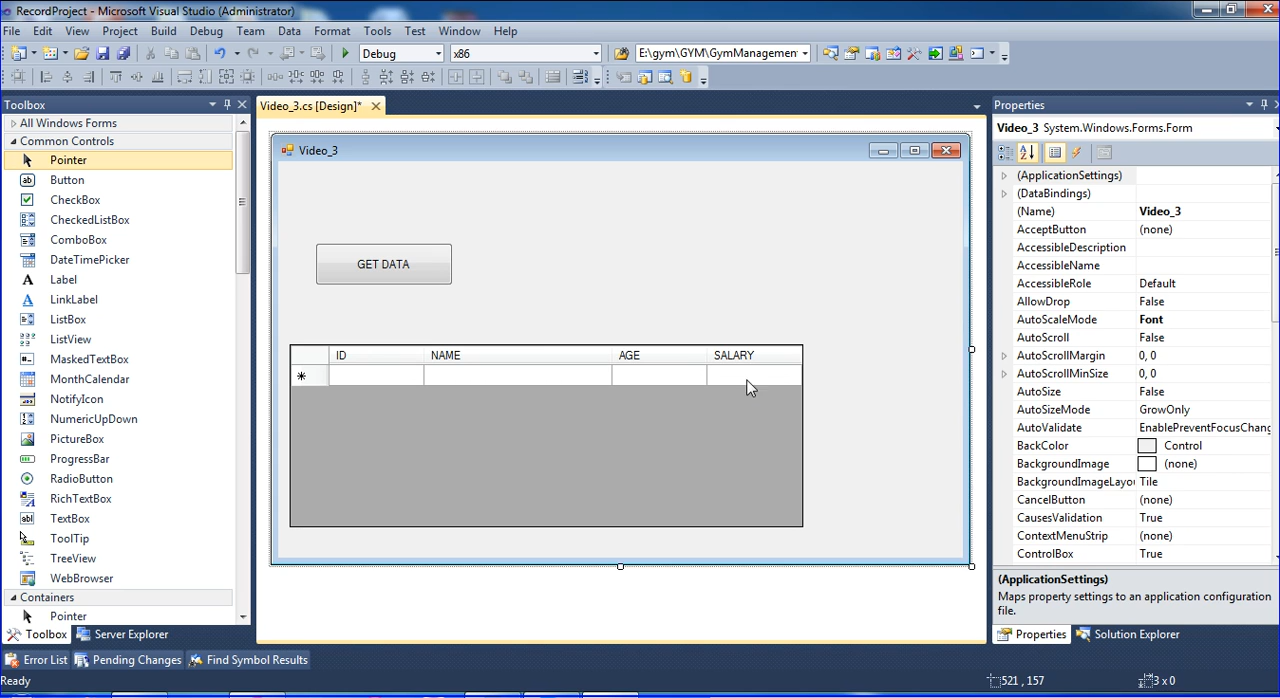 RecordProject - Microsoft Visual Studio (Administrator)
File Edit View Project Build Debug Team Data Format Tools Test Window Help
Debug x86 E:\gym\GYM\GymManagement
Toolbox
All Windows Forms
Common Controls
Pointer
Button
CheckBox
CheckedListBox
ComboBox
DateTimePicker
Label
LinkLabel
ListBox
ListView
MaskedTextBox
MonthCalendar
NotifyIcon
NumericUpDown
PictureBox
ProgressBar
RadioButton
RichTextBox
TextBox
ToolTip
TreeView
WebBrowser
Containers
Pointer
Toolbox Server Explorer
Video_3.cs [Design]*
Video_3
GET DATA
ID NAME AGE SALARY
Properties
Video_3 System.Windows.Forms.Form
(ApplicationSettings)
(DataBindings)
(Name) Video_3
AcceptButton (none)
AccessibleDescription
AccessibleName
AccessibleRole Default
AllowDrop False
AutoScaleMode Font
AutoScroll False
AutoScrollMargin 0, 0
AutoScrollMinSize 0, 0
AutoSize False
AutoSizeMode GrowOnly
AutoValidate EnablePreventFocusChang
BackColor Control
BackgroundImage (none)
BackgroundImageLayou Tile
CancelButton (none)
CausesValidation True
ContextMenuStrip (none)
ControlBox True
(ApplicationSettings)
Maps property settings to an application configuration
file.
Properties Solution Explorer
Error List Pending Changes Find Symbol Results
Ready 521 , 157 3 x 0